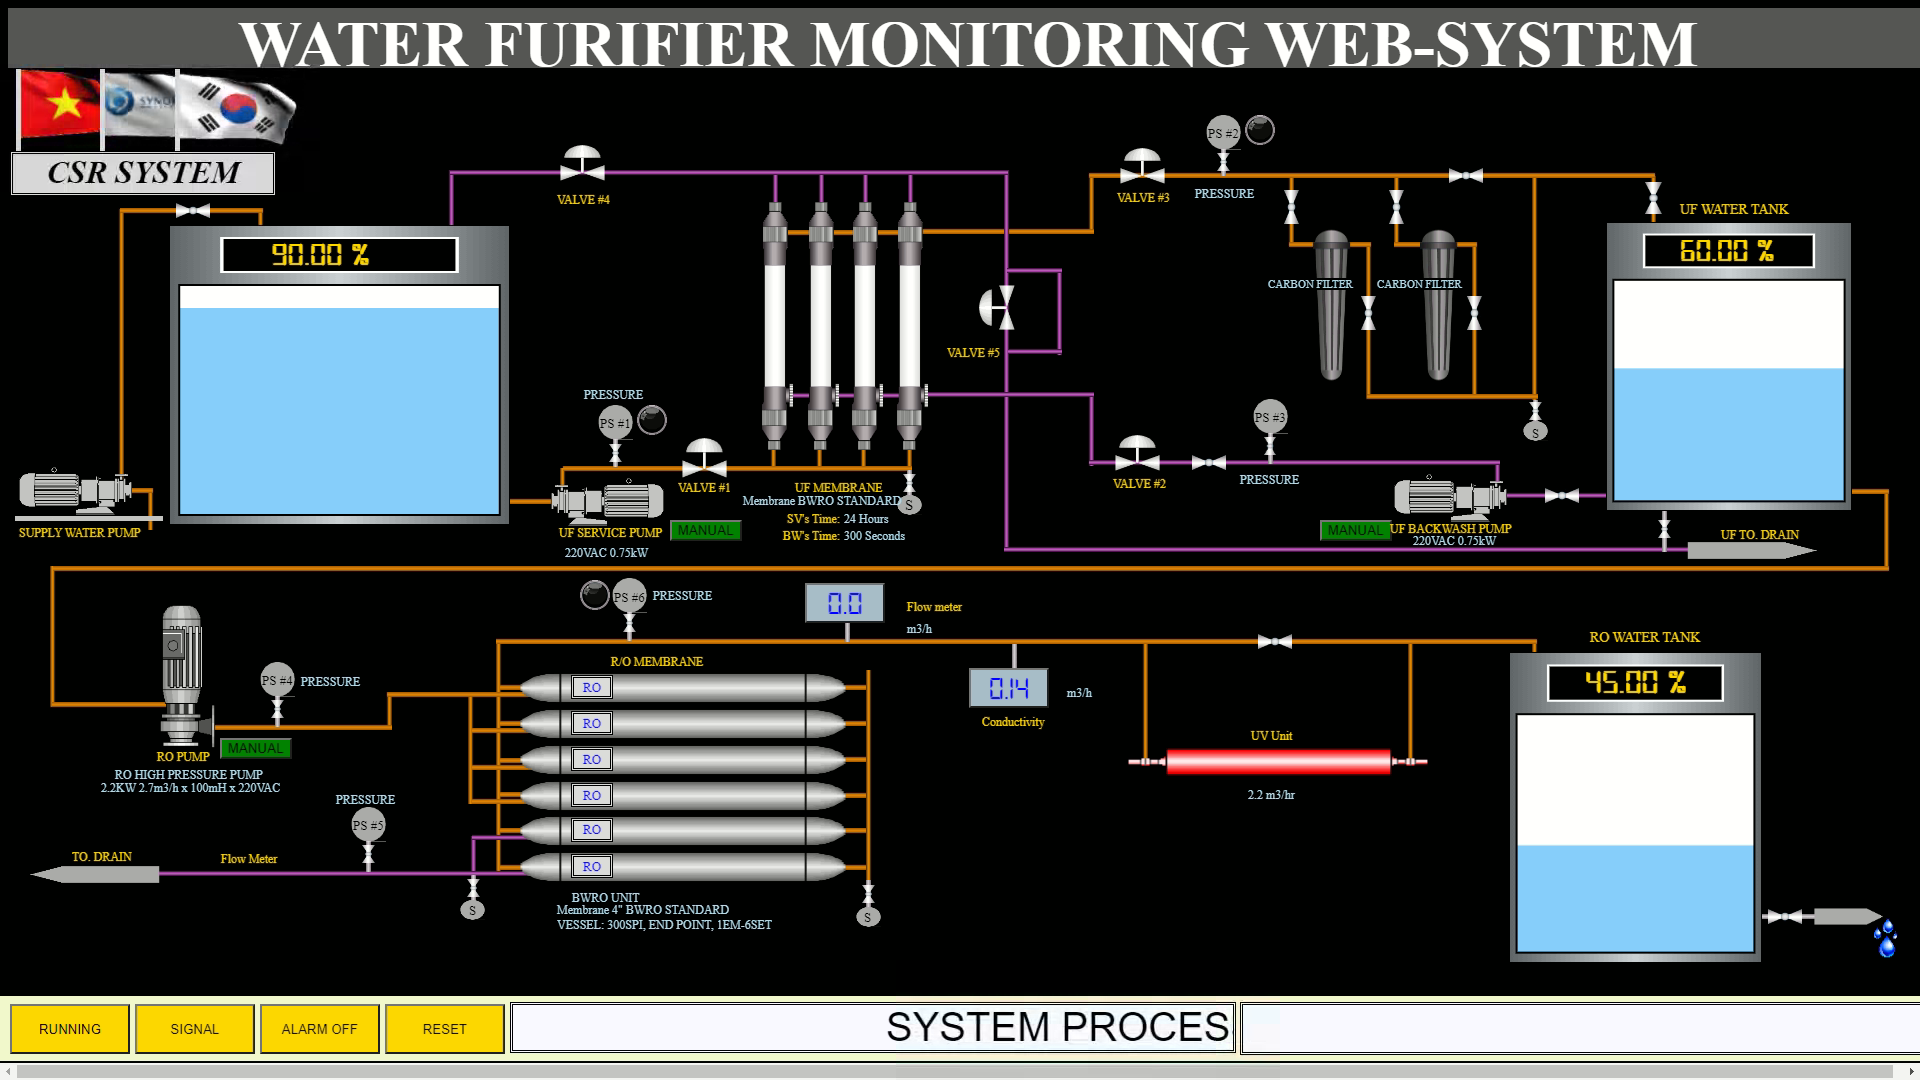 WATER FURIFIER MONITORING WEB-SYSTEM
SYNO
CSR SYSTEM
PS #2
VALVE #4
VALVE #3
PRESSURE
UF WATER TANK
90.00 %
60.00 %
CARBON FILTER
CARBON FILTER
VALVE #5
PRESSURE
PS #1
PS #3
S
VALVE #1
UF MEMBRANE
Membrane BWRO STANDARD
S
SV's Time: 24 Hours
BW's Time: 300 Seconds
VALVE #2
PRESSURE
SUPPLY WATER PUMP
UF SERVICE PUMP
MANUAL
220VAC 0.75kW
MANUAL
UF BACKWASH PUMP
220VAC 0.75kW
UF TO. DRAIN
PS #6
PRESSURE
0.0
Flow meter
m3/h
RO WATER TANK
R/O MEMBRANE
PS #4
PRESSURE
RO
0.14
m3/h
45.00 %
Conductivity
RO
UV Unit
RO PUMP
MANUAL
RO
RO HIGH PRESSURE PUMP
2.2KW 2.7m3/h x 100mH x 220VAC
RO
2.2 m3/hr
PRESSURE
PS #5
RO
TO. DRAIN
Flow Meter
RO
BWRO UNIT
Membrane 4" BWRO STANDARD
VESSEL: 300SPI, END POINT, 1EM-6SET
S
S
RUNNING
SIGNAL
ALARM OFF
RESET
SYSTEM PROCES